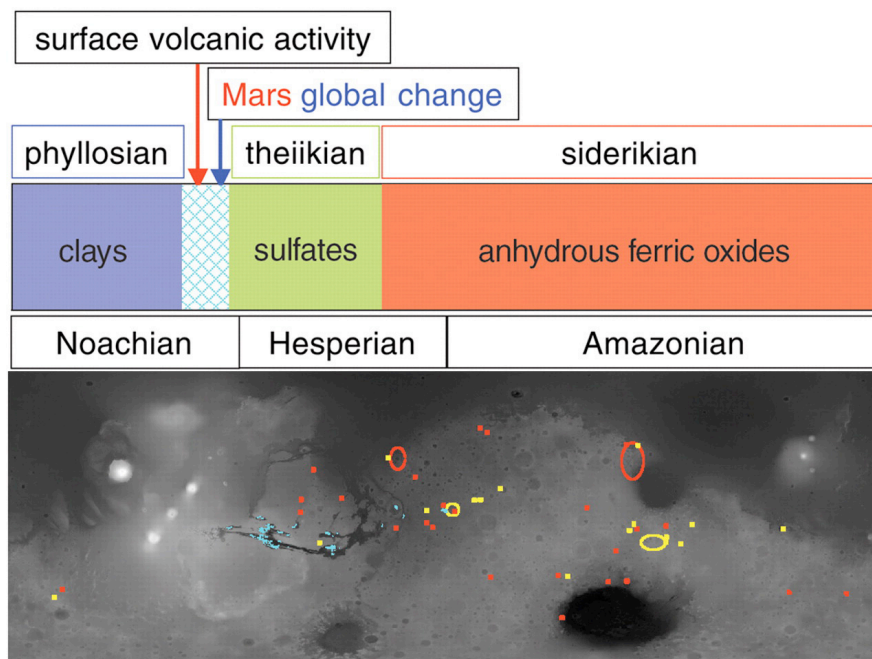 surface volcanic activity
Mars global change
phyllosian theiikian siderikian
clays sulfates anhydrous ferric oxides
Noachian Hesperian Amazonian